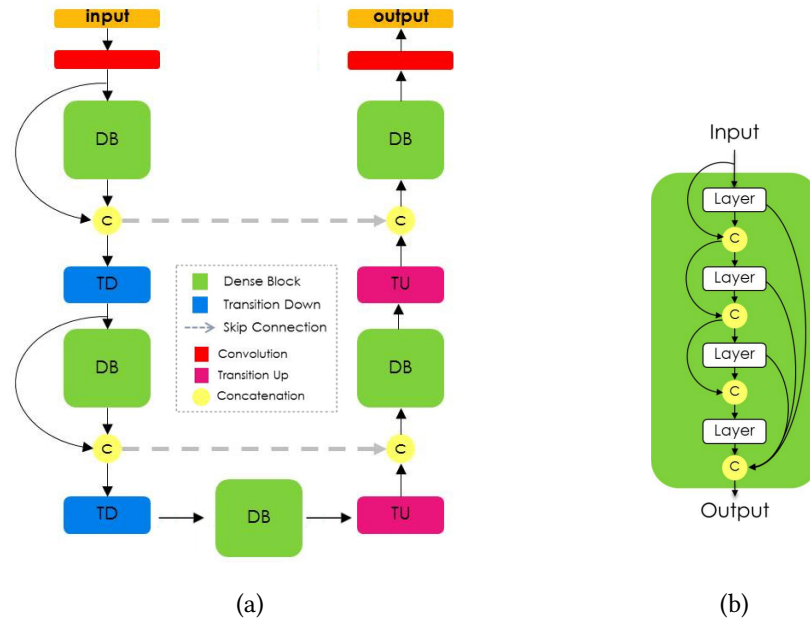 input
DB
C
TD
DB
C
TD
DB
TU
C
DB
TU
C
DB
output
Dense Block
Transition Down
Skip Connection
Convolution
Transition Up
Concatenation
(a)
Input
Layer
C
Layer
C
Layer
C
Layer
C
Output
(b)